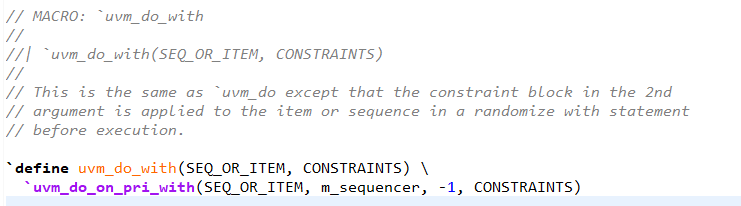 // MACRO: `uvm_do_with
//
//| `uvm_do_with(SEQ_OR_ITEM, CONSTRAINTS)
//
// This is the same as `uvm_do except that the constraint block in the 2nd
// argument is applied to the item or sequence in a randomize with statement
// before execution.
`define uvm_do_with(SEQ_OR_ITEM, CONSTRAINTS) \
`uvm_do_on_pri_with(SEQ_OR_ITEM, m_sequencer, -1, CONSTRAINTS)